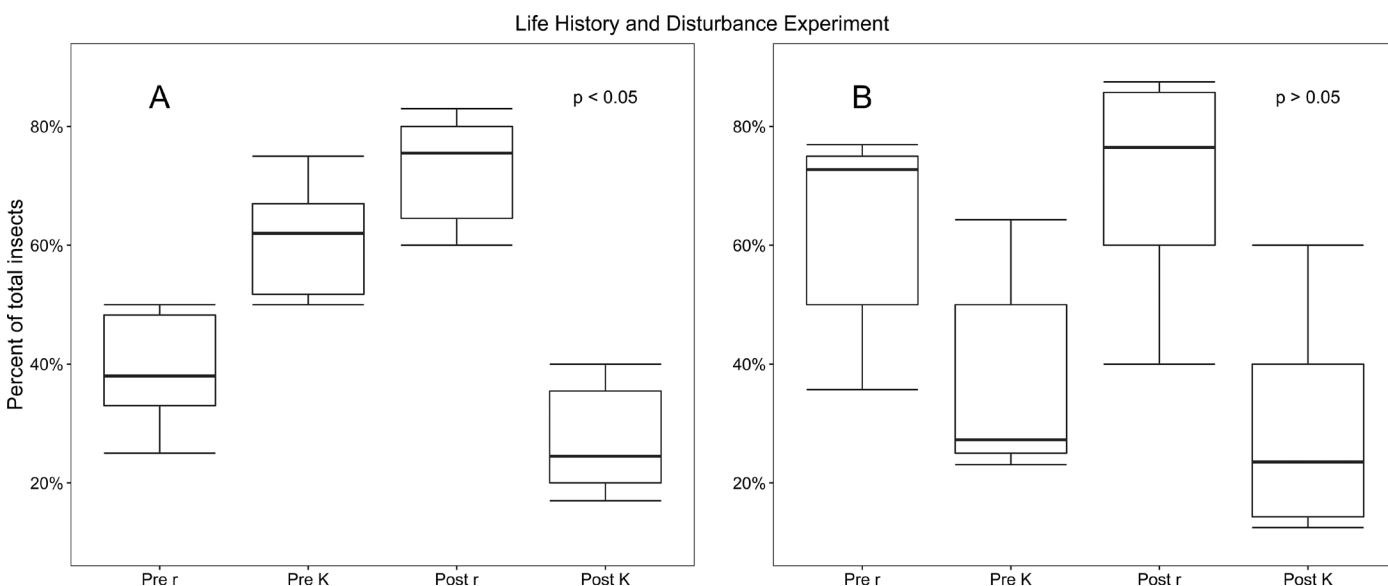 Life History and Disturbance Experiment
A
p < 0.05
B
p > 0.05
Percent of total insects
80%
60%
40%
20%
80%
60%
40%
20%
Pre r
Pre K
Post r
Post K
Pre r
Pre K
Post r
Post K